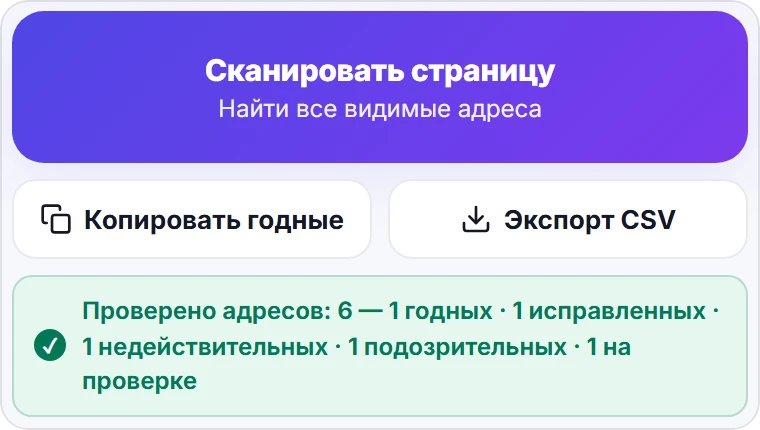 Сканировать страницу
Найти все видимые адреса
Копировать годные
Экспорт CSV
Проверено адресов: 6 — 1 годных · 1 исправленных ·
1 недействительных · 1 подозрительных · 1 на
проверке